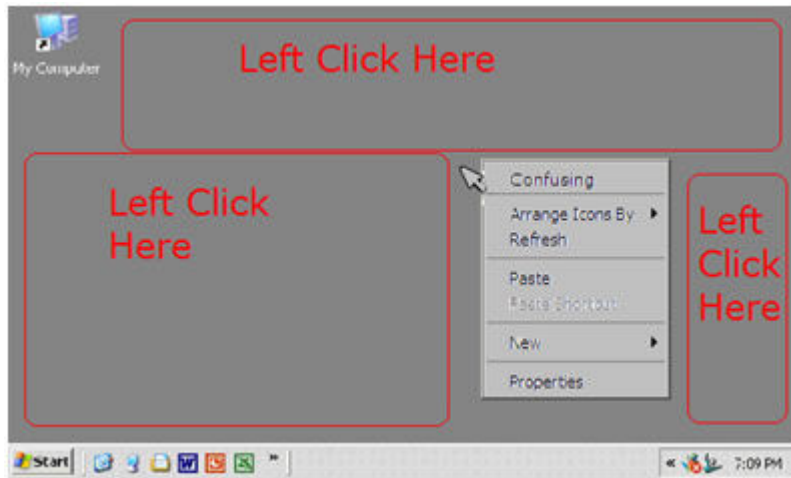 My Computer
Left Click Here
Left Click
Here
Confusing
Arrange Icons By
Refresh
Paste
Paste Shortcut
New
Properties
Left
Click
Here
Start
W
7:09 PM